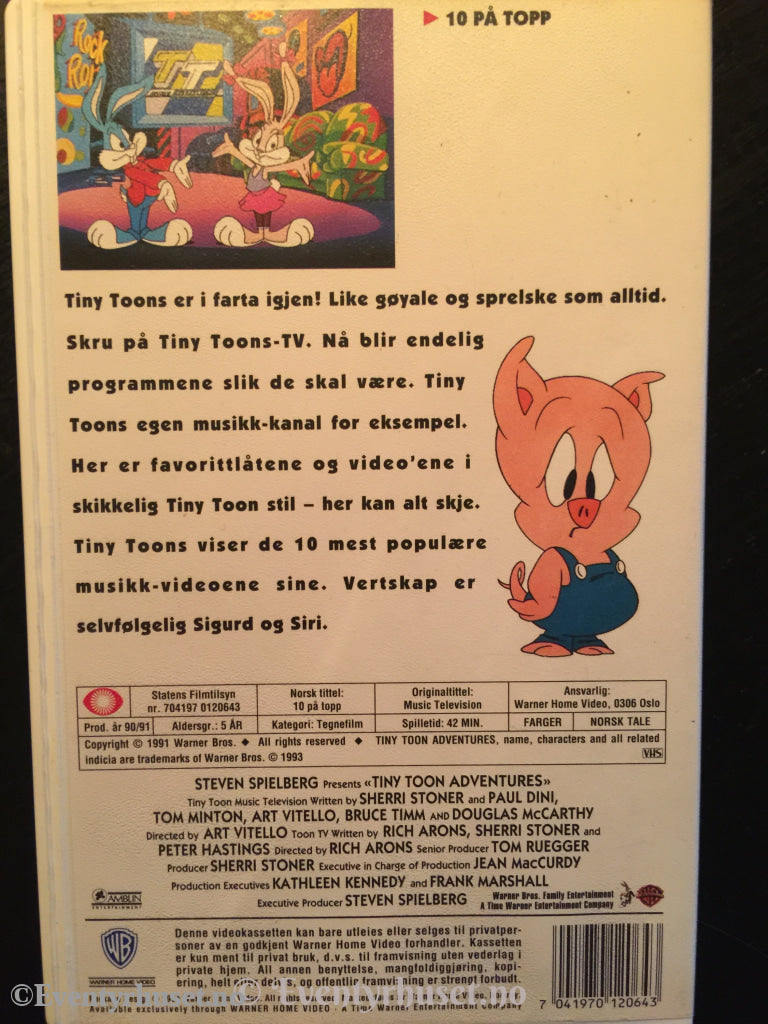 ► 10 PÅ TOPP
Rock
TT
Tiny Toons er i farta igjen! Like gøyale og sprelske som alltid.
Skru på Tiny Toons-TV. Nå blir endelig
programmene slik de skal være. Tiny
Toons egen musikk-kanal for eksempel.
Her er favorittlåtene og video'ene i
skikkelig Tiny Toon stil – her kan alt skje.
Tiny Toons viser de 10 mest populære
musikk-videoene sine. Vertskap er
selvfølgelig Sigurd og Siri.
Statens Filmtilsyn nr. 704197 0120643
Norsk tittel: 10 på topp
Originaltittel: Music Television
Ansvarlig: Warner Home Video, 0306 Oslo
Prod. år 90/91 Aldersgr.: 5 ÅR Kategori: Tegnefilm Spilletid: 42 MIN. FARGER NORSK TALE
Copyright © 1991 Warner Bros. ◆ All rights reserved ◆ TINY TOON ADVENTURES, name, characters and all related
indicia are trademarks of Warner Bros. © 1993 VHS
STEVEN SPIELBERG Presents «TINY TOON ADVENTURES»
Tiny Toon Music Television Written by SHERRI STONER and PAUL DINI,
TOM MINTON, ART VITELLO, BRUCE TIMM AND DOUGLAS McCARTHY
Directed by ART VITELLO Toon TV Written by RICH ARONS, SHERRI STONER and
PETER HASTINGS Directed by RICH ARONS Senior Producer TOM RUEGGER
Producer SHERRI STONER Executive in Charge of Production JEAN MacCURDY
Production Executives KATHLEEN KENNEDY and FRANK MARSHALL
Executive Producer STEVEN SPIELBERG
AMBLIN
ENTERTAINMENT
Warner Bros. Family Entertainment
A Time Warner Entertainment Company
WB
WARNER HOME VIDEO
Denne videokassetten kan bare utleies eller selges til privatper-
soner av en godkjent Warner Home Video forhandler. Kassetten
er kun ment til privat bruk, d.v.s. til framvisning uten vederlag i
private hjem. All annen benyttelse, mangfoldiggjøring, kopi-
ering, helt eller delvis, og offentlig framvisning er strengt forbudt.
Available exclusively through WARNER HOME VIDEO · A Time Warner Entertainment Company
7 041970 120643
Eventyrhuset.no